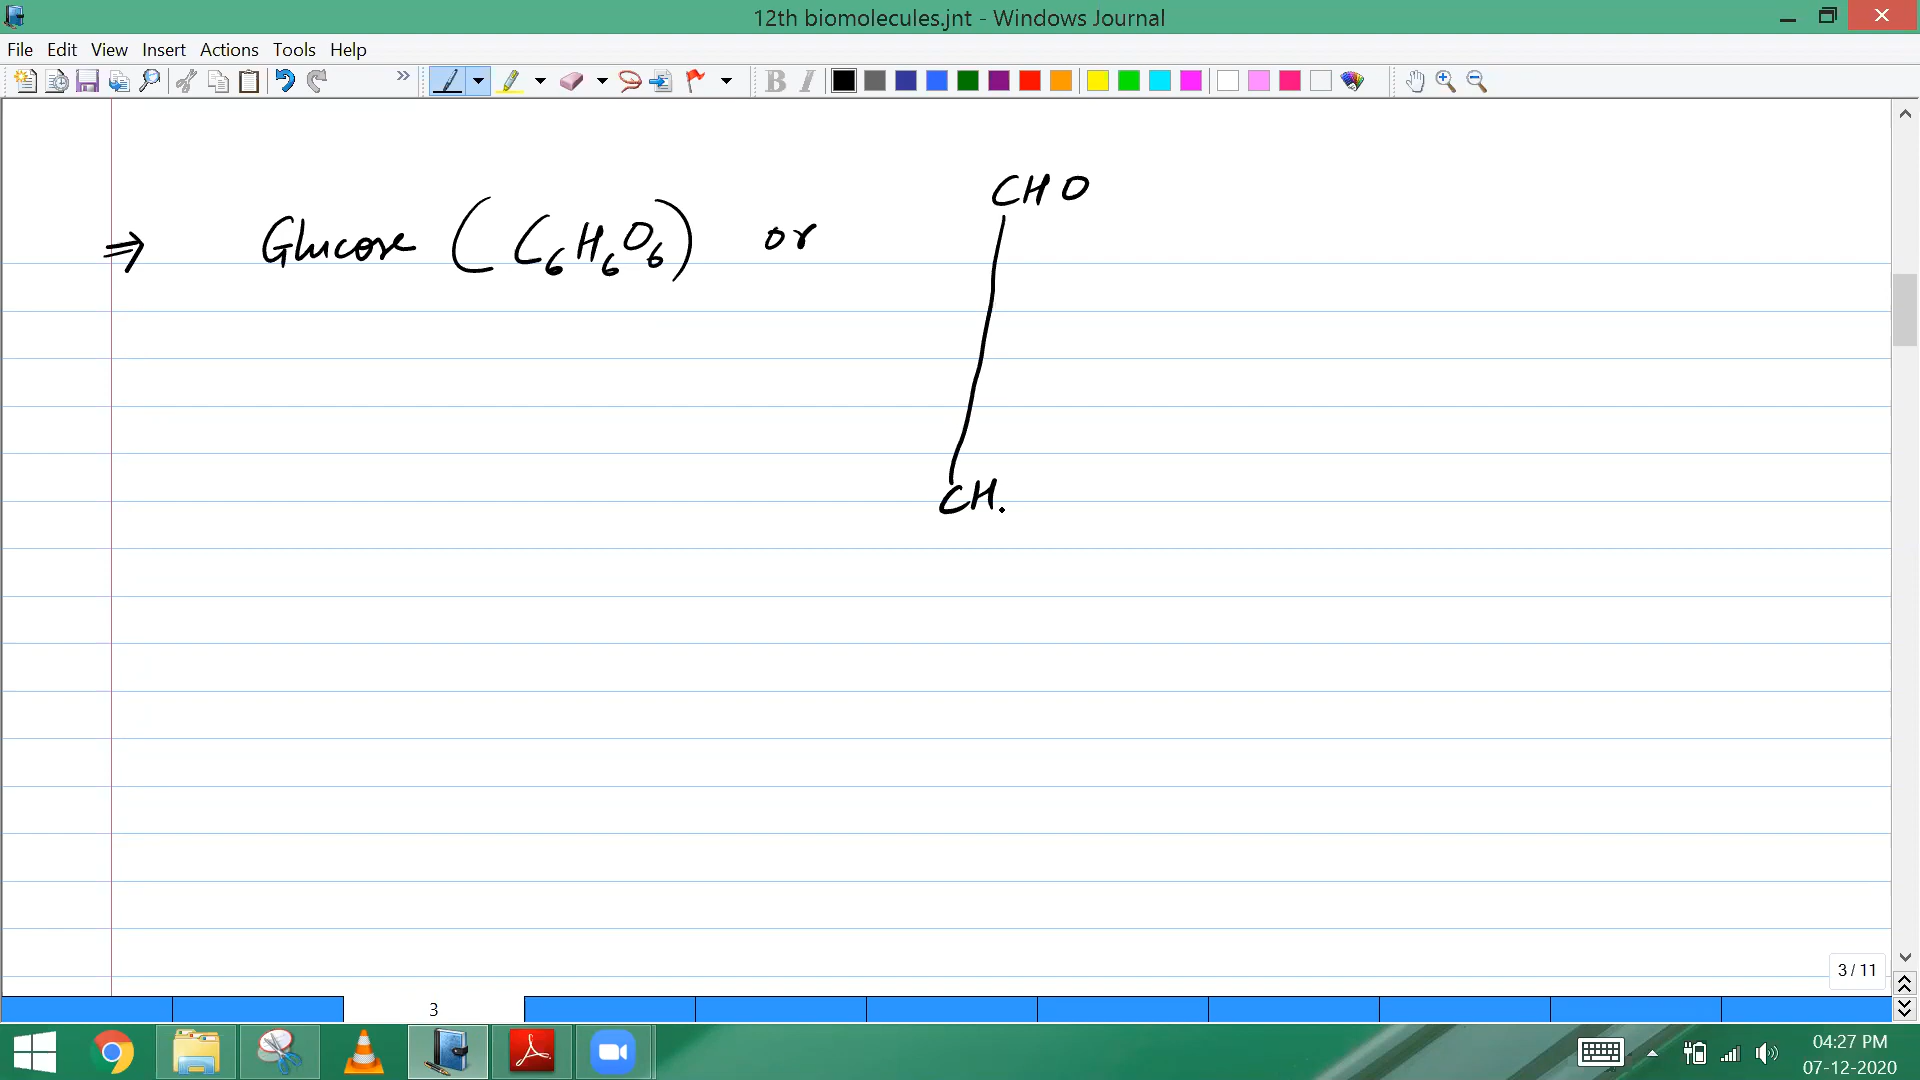 12th biomolecules.jnt - Windows Journal
File Edit View Insert Actions Tools Help
B I
CHO
⇒ Glucose (C₆H₆O₆) or
CH.
3 / 11
3
04:27 PM
07-12-2020